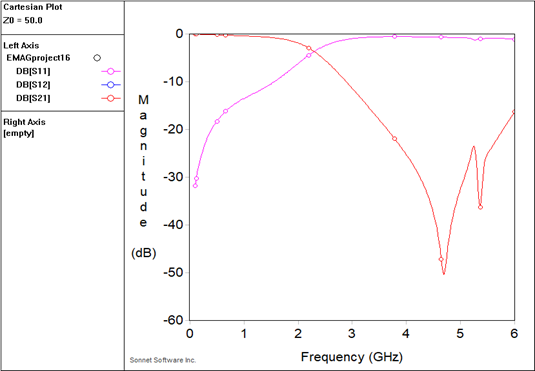 Cartesian Plot
Z0 = 50.0
Left Axis
EMAGproject16
DB[S11]
DB[S12]
DB[S21]
Right Axis
[empty]
Magnitude
(dB)
0
-10
-20
-30
-40
-50
-60
0 1 2 3 4 5 6
Frequency (GHz)
Sonnet Software Inc.